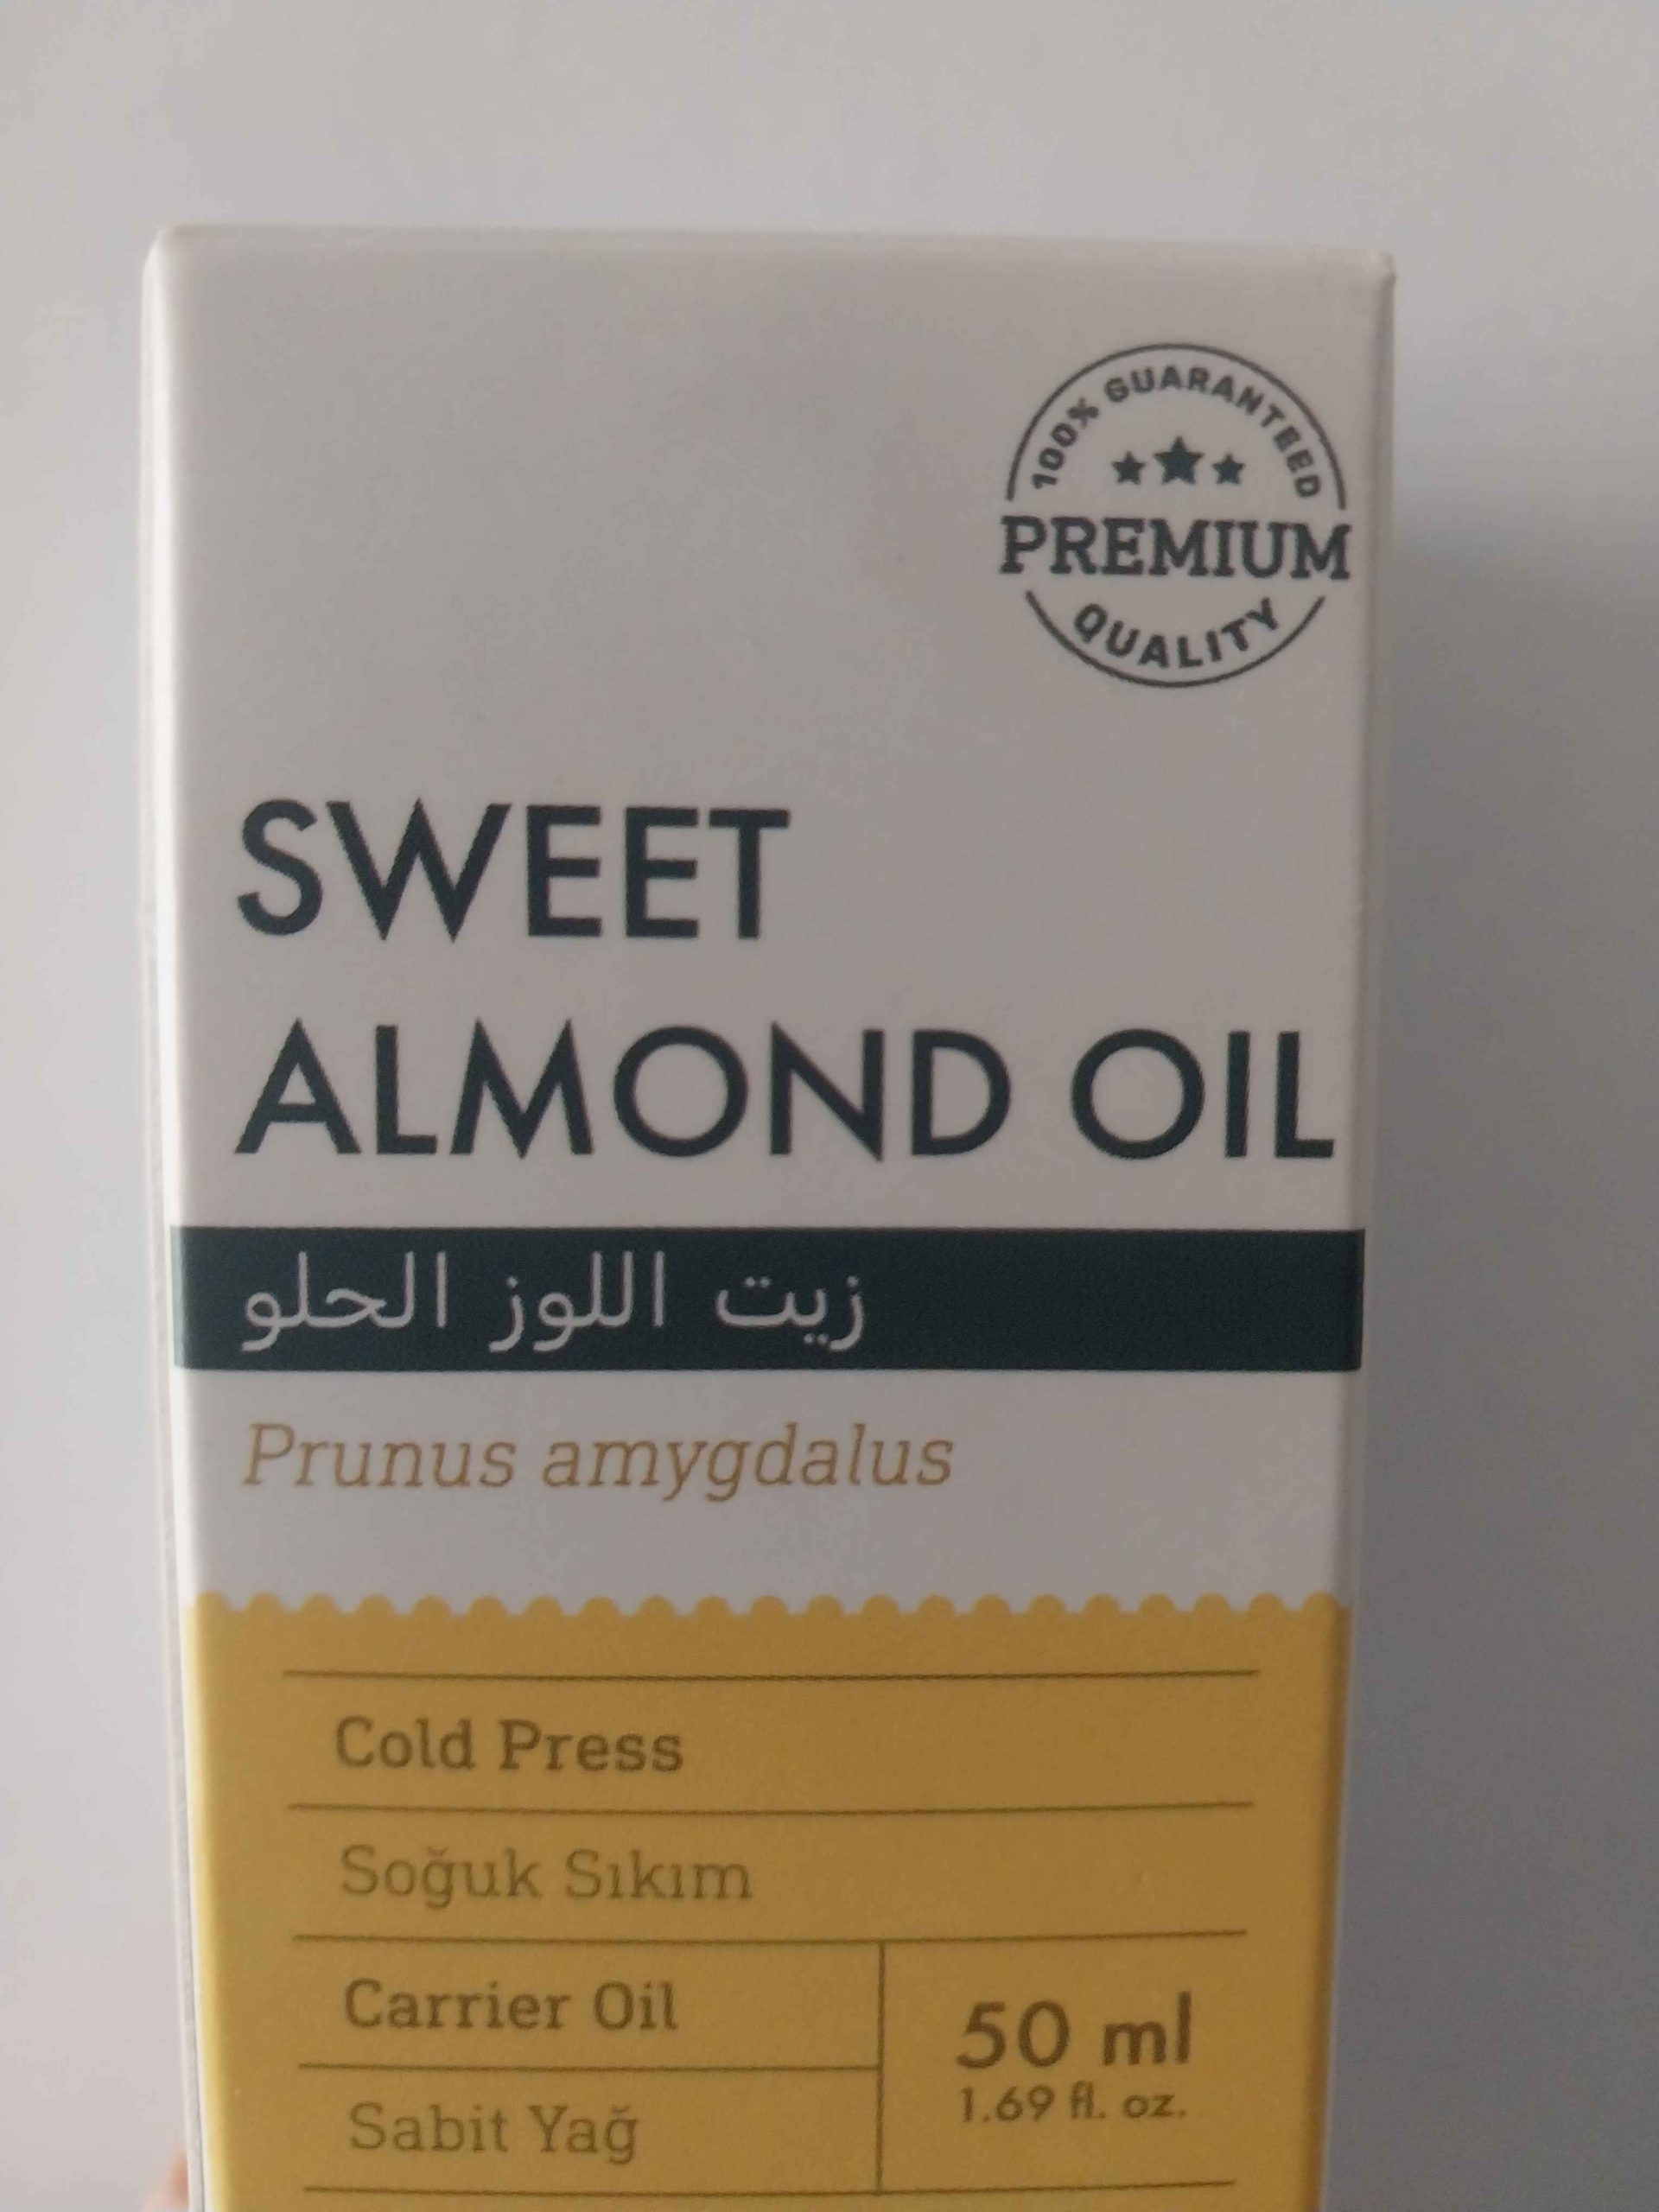 100% GUARANTEED
PREMIUM
QUALITY
SWEET
ALMOND OIL
زيت اللوز الحلو
Prunus amygdalus
Cold Press
Soğuk Sıkım
Carrier Oil
50 ml
1.69 fl. oz.
Sabit Yağ